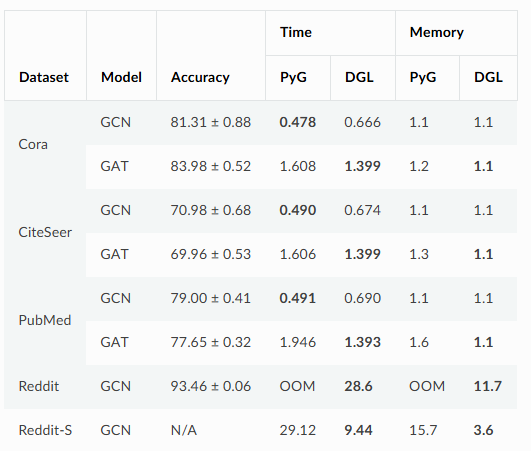 Time Memory
Dataset Model Accuracy PyG DGL PyG DGL
Cora GCN 81.31 ± 0.88 0.478 0.666 1.1 1.1
GAT 83.98 ± 0.52 1.608 1.399 1.2 1.1
CiteSeer GCN 70.98 ± 0.68 0.490 0.674 1.1 1.1
GAT 69.96 ± 0.53 1.606 1.399 1.3 1.1
PubMed GCN 79.00 ± 0.41 0.491 0.690 1.1 1.1
GAT 77.65 ± 0.32 1.946 1.393 1.6 1.1
Reddit GCN 93.46 ± 0.06 OOM 28.6 OOM 11.7
Reddit-S GCN N/A 29.12 9.44 15.7 3.6